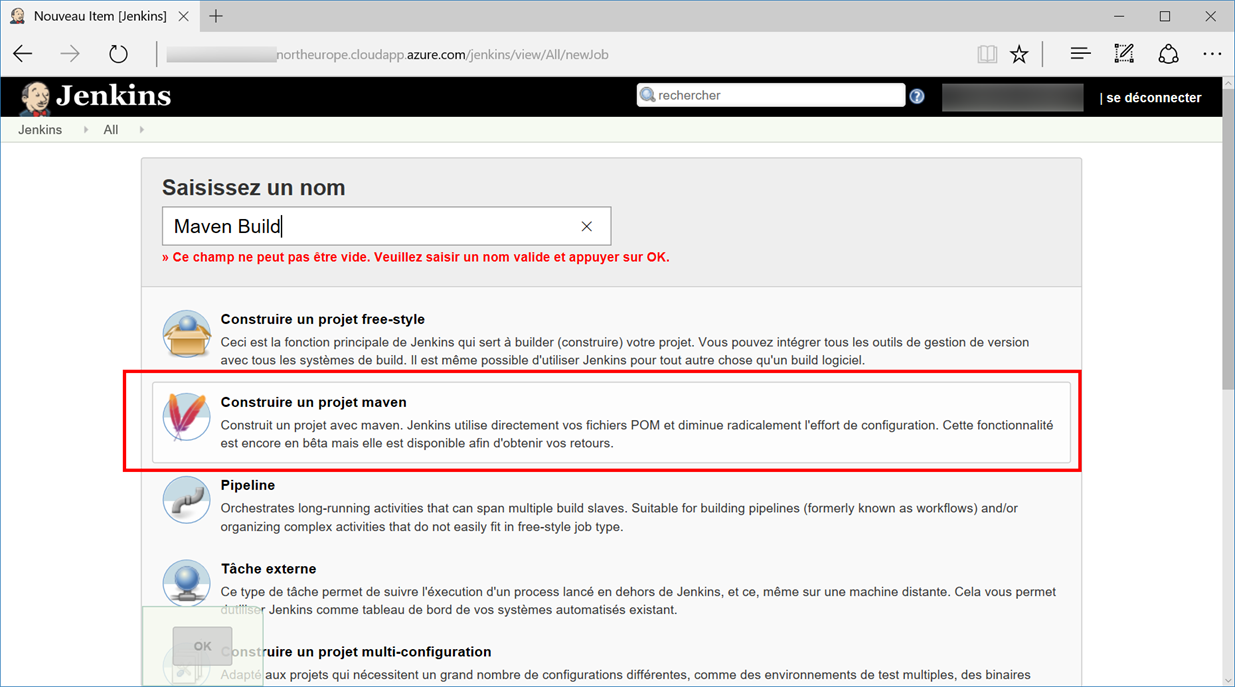 Nouveau Item [Jenkins]
northeurope.cloudapp.azure.com/jenkins/view/All/newJob
Jenkins
rechercher
| se déconnecter
Jenkins
All
Saisissez un nom
Maven Build
» Ce champ ne peut pas être vide. Veuillez saisir un nom valide et appuyer sur OK.
Construire un projet free-style
Ceci est la fonction principale de Jenkins qui sert à builder (construire) votre projet. Vous pouvez intégrer tous les outils de gestion de version
avec tous les systèmes de build. Il est même possible d'utiliser Jenkins pour tout autre chose qu'un build logiciel.
Construire un projet maven
Construit un projet avec maven. Jenkins utilise directement vos fichiers POM et diminue radicalement l'effort de configuration. Cette fonctionnalité
est encore en bêta mais elle est disponible afin d'obtenir vos retours.
Pipeline
Orchestrates long-running activities that can span multiple build slaves. Suitable for building pipelines (formerly known as workflows) and/or
organizing complex activities that do not easily fit in free-style job type.
Tâche externe
Ce type de tâche permet de suivre l'éxecution d'un process lancé en dehors de Jenkins, et ce, même sur une machine distante. Cela vous permet
d'utiliser Jenkins comme tableau de bord de vos systèmes automatisés existant.
OK
Construire un projet multi-configuration
Adapté aux projets qui nécessitent un grand nombre de configurations différentes, comme des environnements de test multiples, des binaires